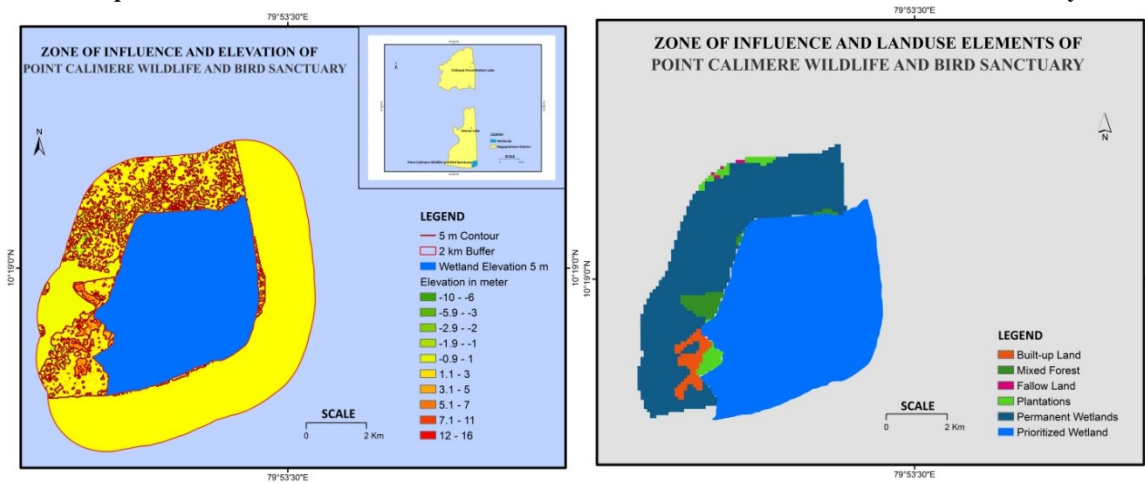 79°53'30"E
ZONE OF INFLUENCE AND ELEVATION OF
POINT CALIMERE WILDLIFE AND BIRD SANCTUARY
N
LEGEND
SCALE
LEGEND
5 m Contour
2 km Buffer
Wetland Elevation 5 m
Elevation in meter
-10 - -6
-5.9 - -3
-2.9 - -2
-1.9 - -1
-0.9 - 1
1.1 - 3
3.1 - 5
5.1 - 7
7.1 - 11
12 - 16
SCALE
0 2 Km
10°19'0"N
79°53'30"E
79°53'30"E
ZONE OF INFLUENCE AND LANDUSE ELEMENTS OF
POINT CALIMERE WILDLIFE AND BIRD SANCTUARY
N
LEGEND
Built-up Land
Mixed Forest
Fallow Land
Plantations
Permanent Wetlands
Prioritized Wetland
SCALE
0 2 Km
10°19'0"N
79°53'30"E